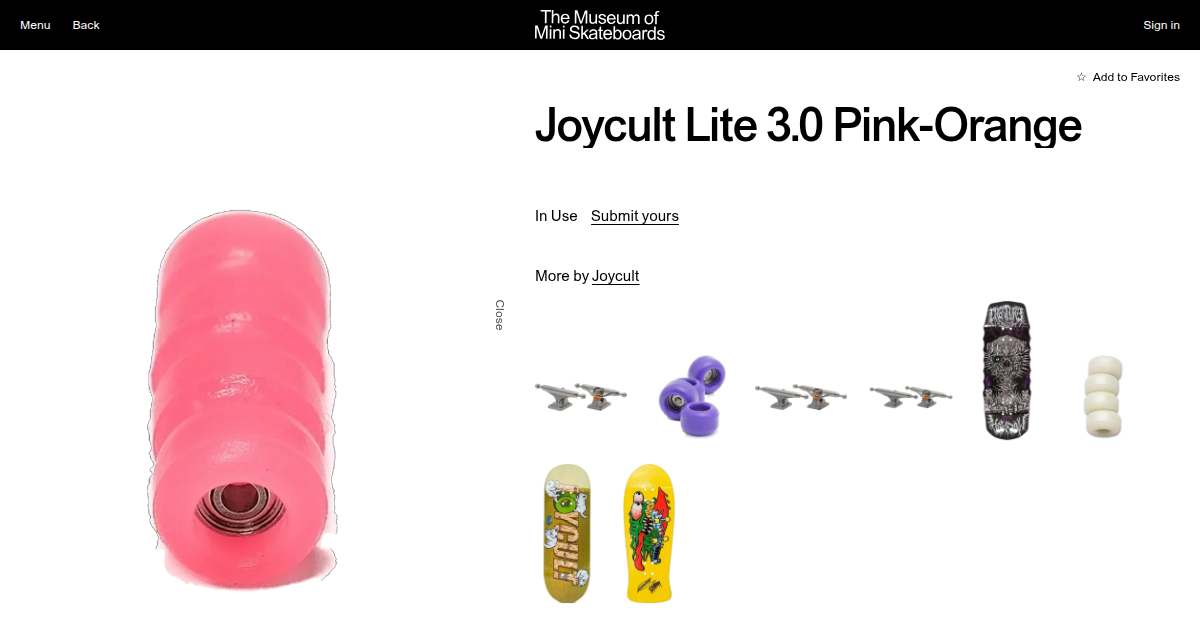 Menu
Back
The Museum of
Mini Skateboards
Sign in
☆ Add to Favorites
Joycult Lite 3.0 Pink-Orange
In Use Submit yours
More by Joycult
Close
JOYCULT